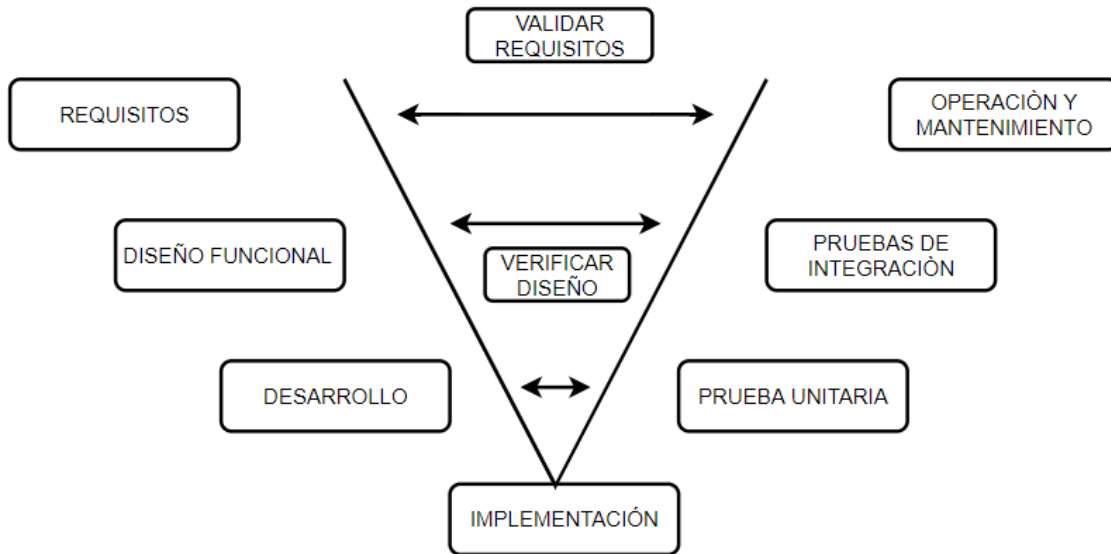 VALIDAR
REQUISITOS
REQUISITOS
OPERACIÒN Y
MANTENIMIENTO
DISEÑO FUNCIONAL
VERIFICAR
DISEÑO
PRUEBAS DE
INTEGRACIÒN
DESARROLLO
PRUEBA UNITARIA
IMPLEMENTACIÓN